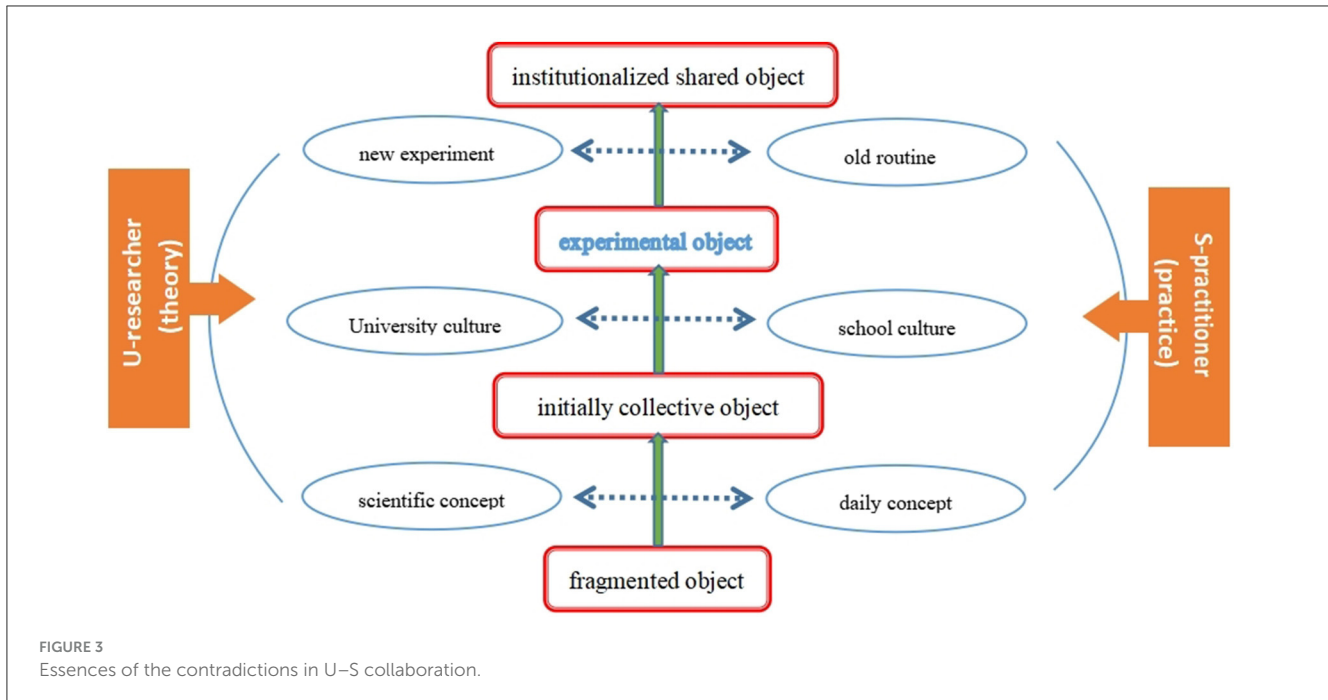 institutionalized shared object
new experiment
old routine
U-researcher
(theory)
S-practitioner
(practice)
experimental object
University culture
school culture
initially collective object
scientific concept
daily concept
fragmented object
FIGURE 3
Essences of the contradictions in U–S collaboration.